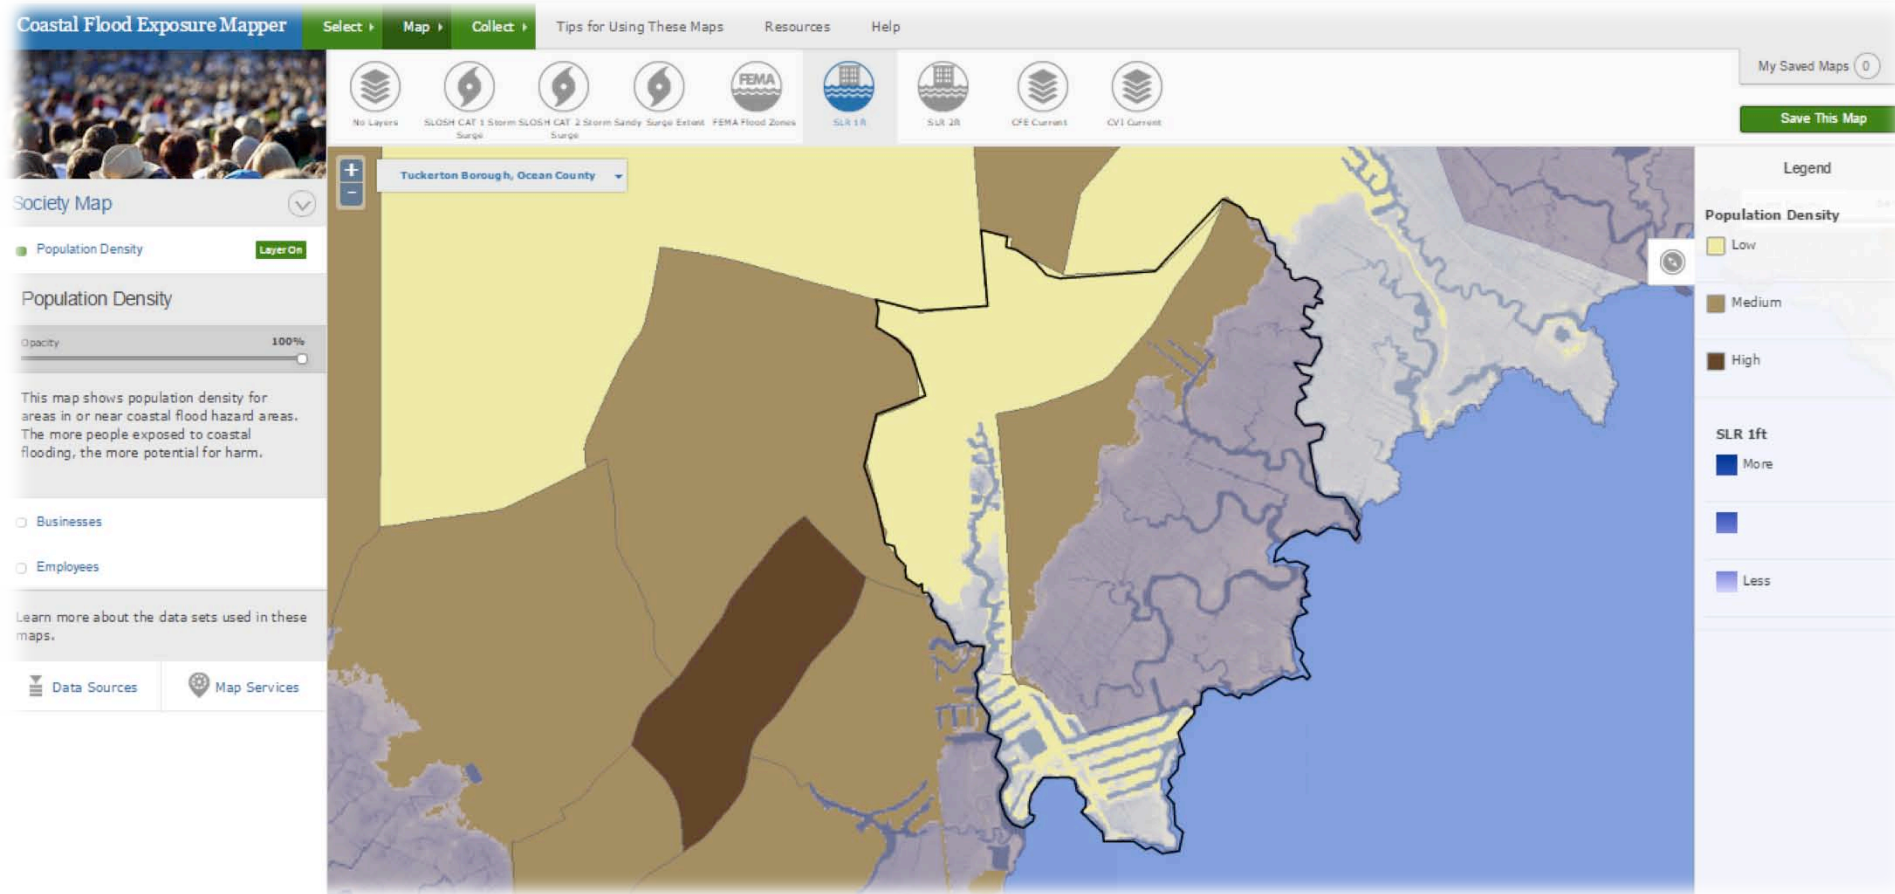 Coastal Flood Exposure Mapper
Select
Map
Collect
Tips for Using These Maps
Resources
Help
My Saved Maps 0
Save This Map
No Layers
SLOSH CAT 1 Storm
Surge
SLOSH CAT 2 Storm
Surge
Sandy Surge Extent
FEMA
FEMA Flood Zones
SLR 1ft
SLR 2ft
CFE Current
CVI Current
Society Map
Population Density
Layer On
Population Density
Opacity
100%
This map shows population density for
areas in or near coastal flood hazard areas.
The more people exposed to coastal
flooding, the more potential for harm.
Businesses
Employees
Learn more about the data sets used in these
maps.
Data Sources
Map Services
+
−
Tuckerton Borough, Ocean County
Legend
Population Density
Low
Medium
High
SLR 1ft
More
Less